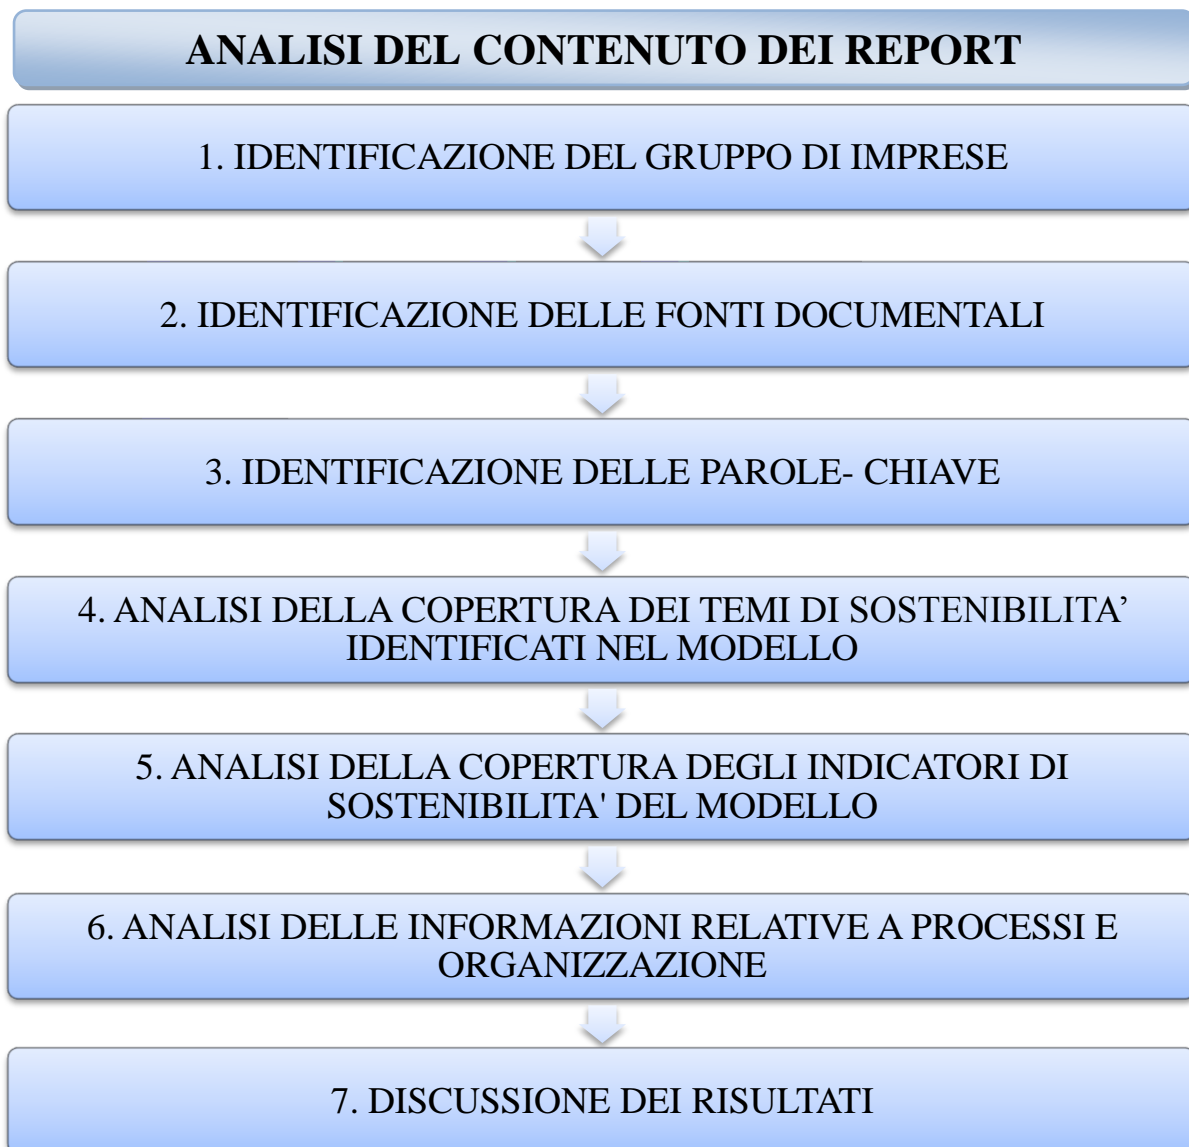 ANALISI DEL CONTENUTO DEI REPORT
1. IDENTIFICAZIONE DEL GRUPPO DI IMPRESE
2. IDENTIFICAZIONE DELLE FONTI DOCUMENTALI
3. IDENTIFICAZIONE DELLE PAROLE- CHIAVE
4. ANALISI DELLA COPERTURA DEI TEMI DI SOSTENIBILITA’
IDENTIFICATI NEL MODELLO
5. ANALISI DELLA COPERTURA DEGLI INDICATORI DI
SOSTENIBILITA' DEL MODELLO
6. ANALISI DELLE INFORMAZIONI RELATIVE A PROCESSI E
ORGANIZZAZIONE
7. DISCUSSIONE DEI RISULTATI